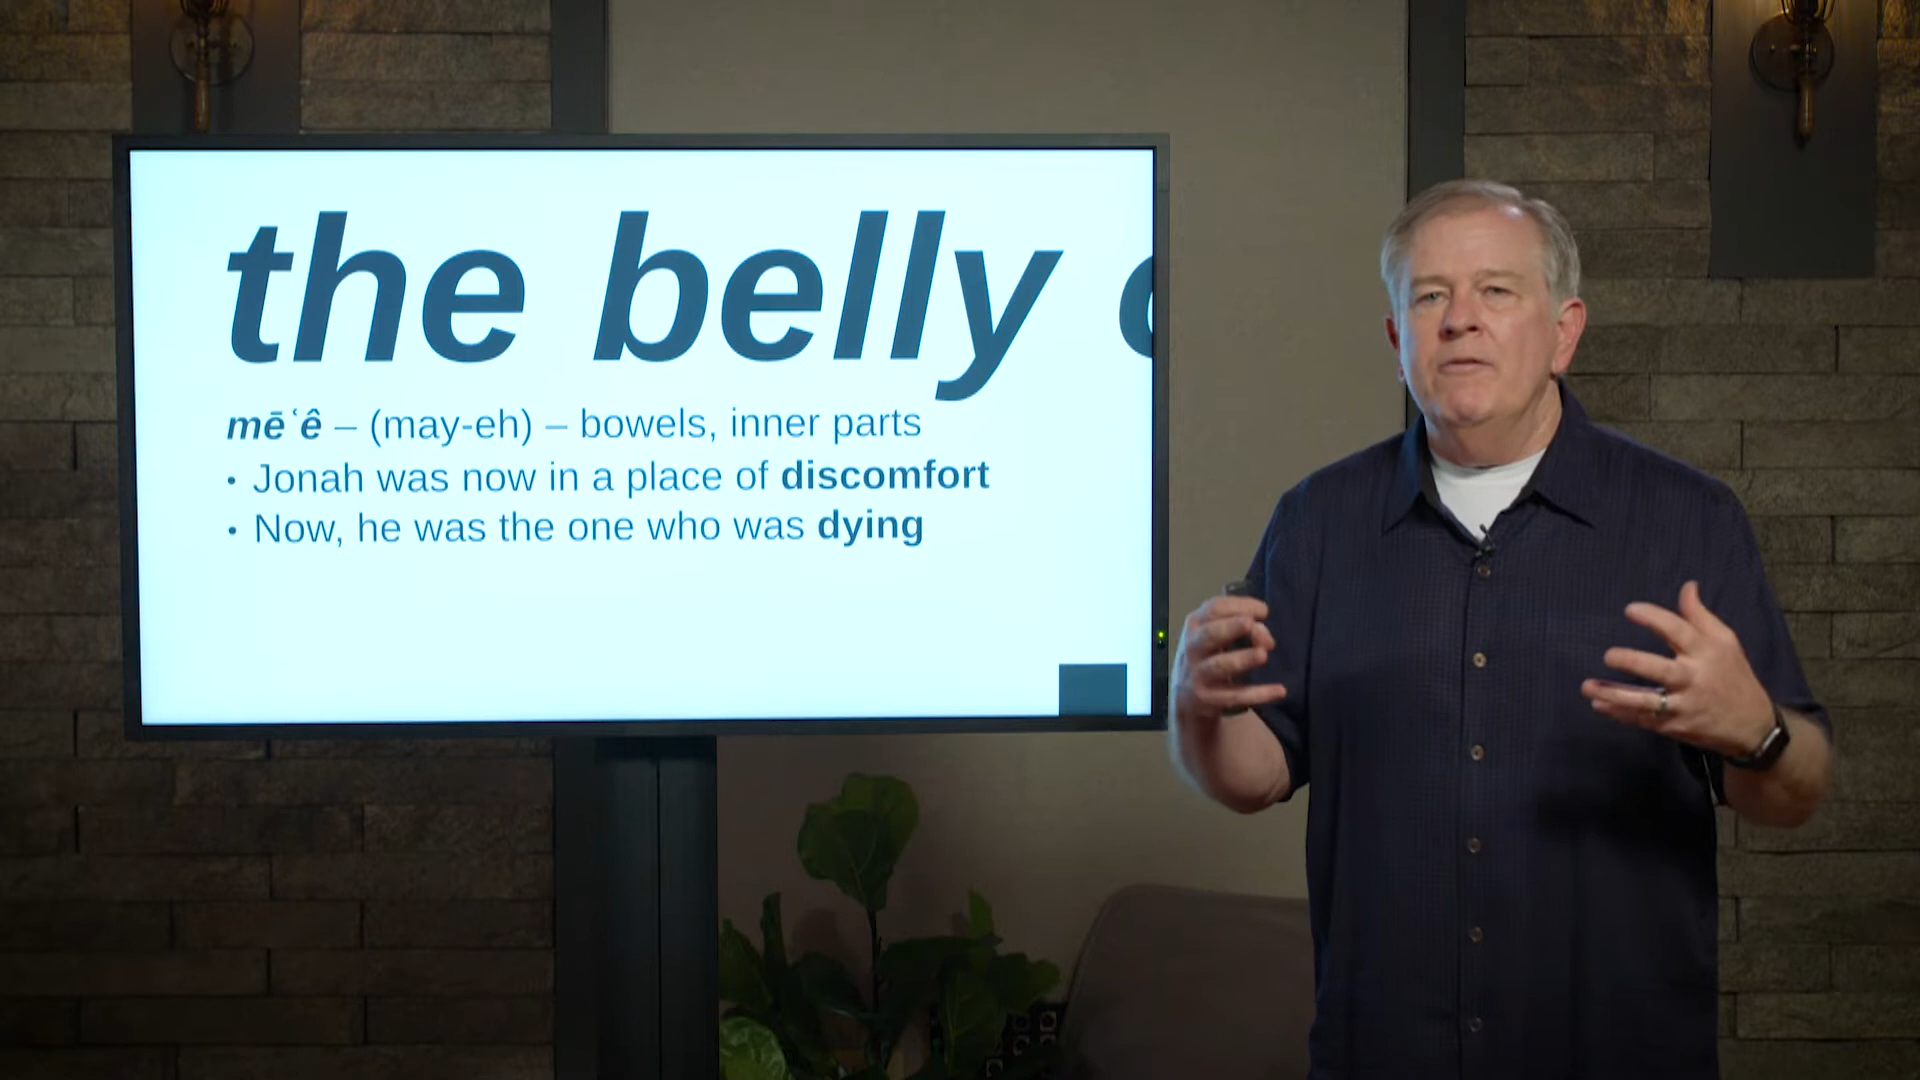 the belly
mēʿê – (may-eh) – bowels, inner parts
• Jonah was now in a place of discomfort
• Now, he was the one who was dying